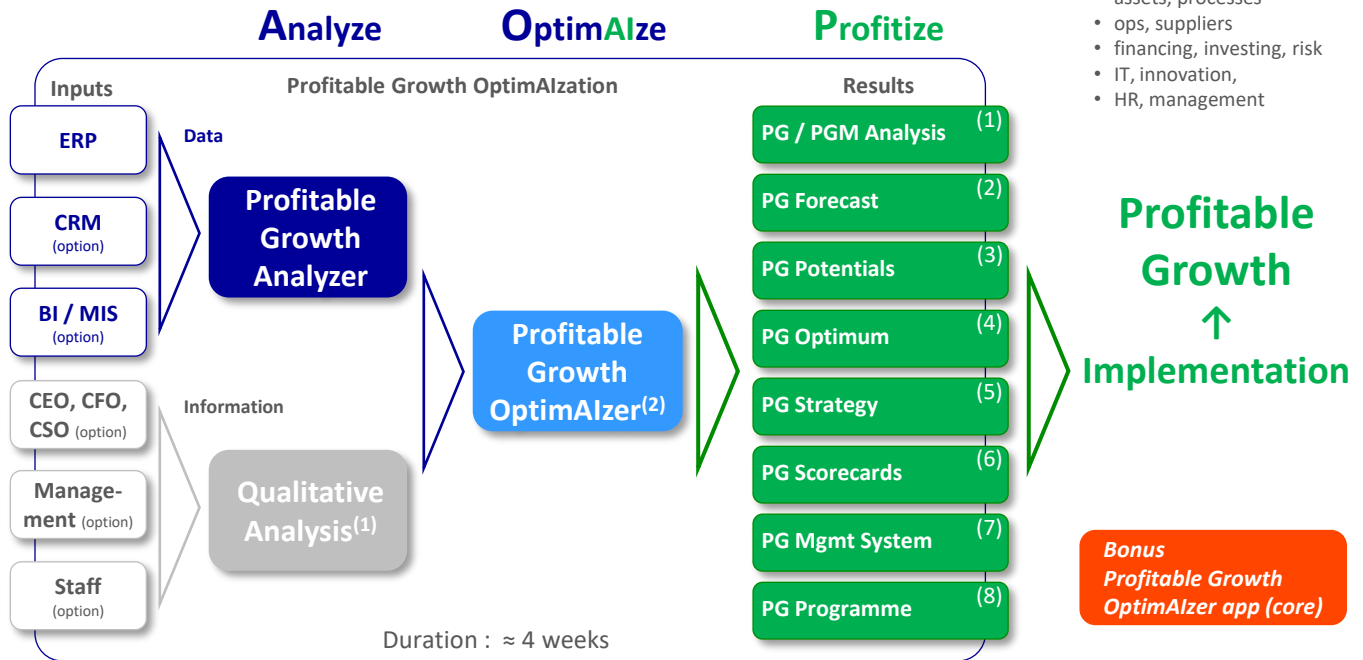 Analyze
OptimAIze
Profitize
assets, processes
• ops, suppliers
• financing, investing, risk
• IT, innovation,
• HR, management
Inputs
Profitable Growth OptimAIzation
Results
ERP
CRM
(option)
BI / MIS
(option)
CEO, CFO,
CSO (option)
Manage-
ment (option)
Staff
(option)
Data
Information
Profitable
Growth
Analyzer
Qualitative
Analysis(1)
Profitable
Growth
OptimAIzer(2)
PG / PGM Analysis (1)
PG Forecast (2)
PG Potentials (3)
PG Optimum (4)
PG Strategy (5)
PG Scorecards (6)
PG Mgmt System (7)
PG Programme (8)
Profitable
Growth
↑
Implementation
Bonus
Profitable Growth
OptimAIzer app (core)
Duration : ≈ 4 weeks